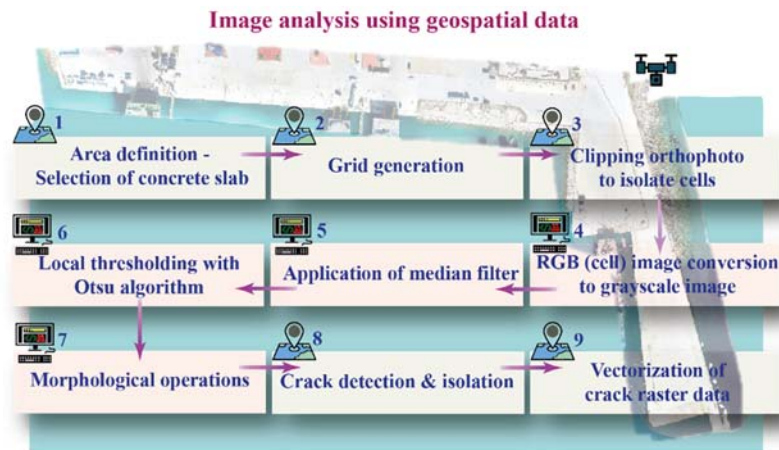 Image analysis using geospatial data
1
Area definition -
Selection of concrete slab
2
Grid generation
3
Clipping orthophoto
to isolate cells
4
RGB (cell) image conversion
to grayscale image
5
Application of median filter
6
Local thresholding with
Otsu algorithm
7
Morphological operations
8
Crack detection & isolation
9
Vectorization of
crack raster data